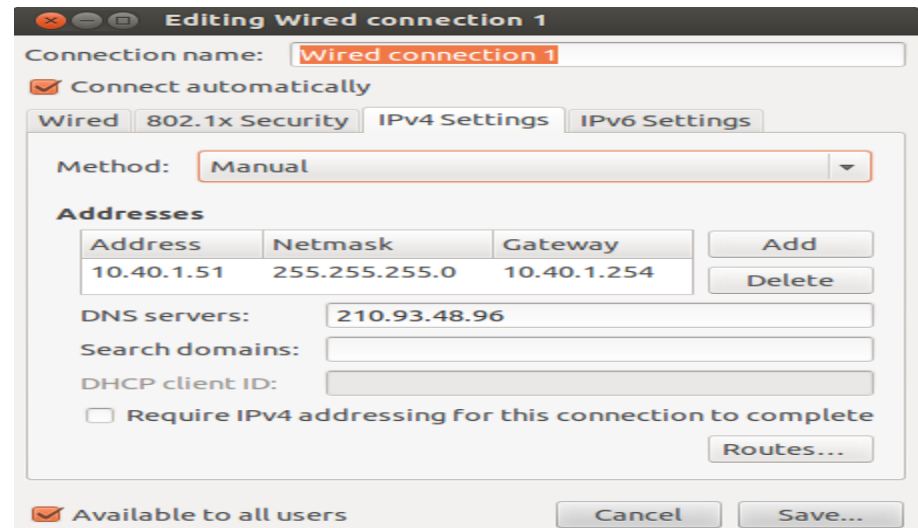 Editing Wired connection 1
Connection name: Wired connection 1
Connect automatically
Wired 802.1x Security IPv4 Settings IPv6 Settings
Method: Manual
Addresses
Address Netmask Gateway Add
10.40.1.51 255.255.255.0 10.40.1.254 Delete
DNS servers: 210.93.48.96
Search domains:
DHCP client ID:
Require IPv4 addressing for this connection to complete
Routes...
Available to all users Cancel Save...